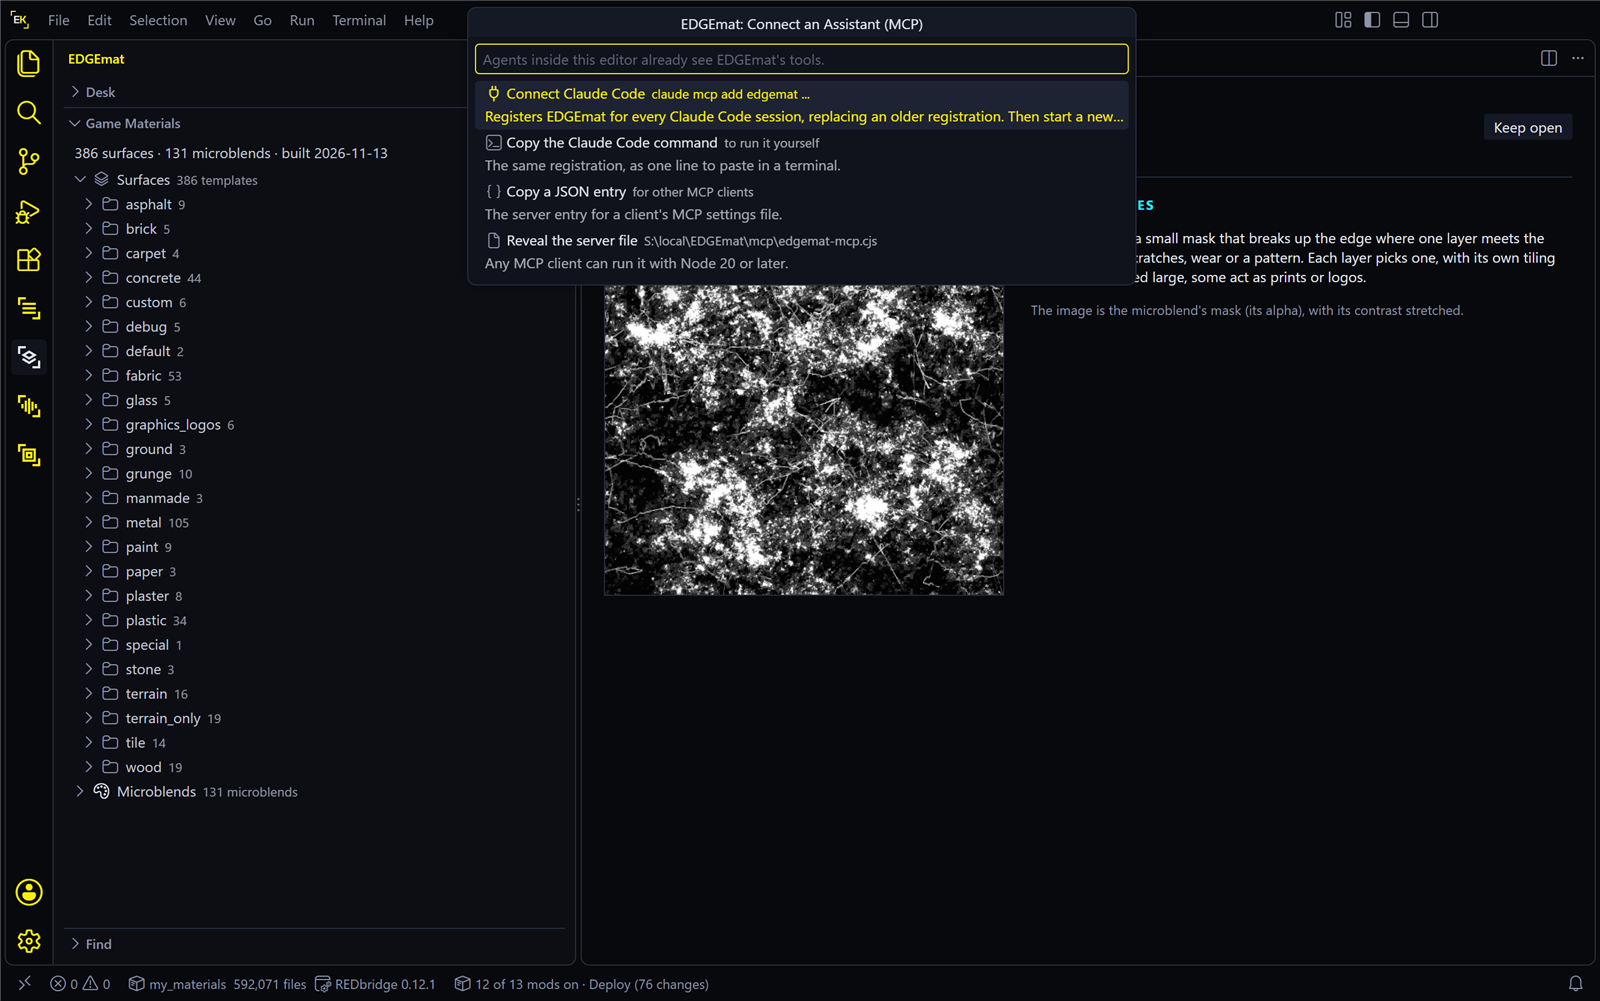 EK File Edit Selection View Go Run Terminal Help
EDGEmat: Connect an Assistant (MCP)
Agents inside this editor already see EDGEmat's tools.
Connect Claude Code claude mcp add edgemat ...
Registers EDGEmat for every Claude Code session, replacing an older registration. Then start a new...
Copy the Claude Code command to run it yourself
The same registration, as one line to paste in a terminal.
Copy a JSON entry for other MCP clients
The server entry for a client's MCP settings file.
Reveal the server file S:\local\EDGEmat\mcp\edgemat-mcp.cjs
Any MCP client can run it with Node 20 or later.
EDGEmat
Desk
Game Materials
386 surfaces · 131 microblends · built 2026-11-13
Surfaces 386 templates
asphalt 9
brick 5
carpet 4
concrete 44
custom 6
debug 5
default 2
fabric 53
glass 5
graphics_logos 6
ground 3
grunge 10
manmade 3
metal 105
paint 9
paper 3
plaster 8
plastic 34
special 1
stone 3
terrain 16
terrain_only 19
tile 14
wood 19
Microblends 131 microblends
Find
Keep open
ES
a small mask that breaks up the edge where one layer meets the
ratches, wear or a pattern. Each layer picks one, with its own tiling
ed large, some act as prints or logos.
The image is the microblend's mask (its alpha), with its contrast stretched.
0 0 my_materials 592,071 files REDbridge 0.12.1 12 of 13 mods on · Deploy (76 changes)